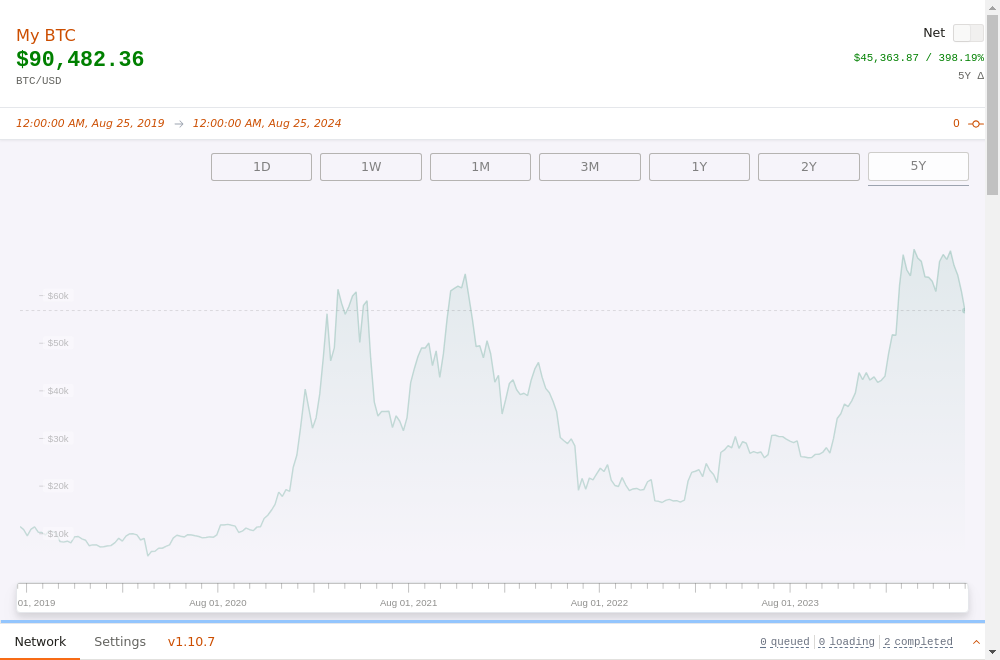 My BTC
$90,482.36
BTC/USD
Net
$45,363.87 / 398.19%
5Y Δ
12:00:00 AM, Aug 25, 2019 → 12:00:00 AM, Aug 25, 2024
0
1D 1W 1M 3M 1Y 2Y 5Y
$60k
$50k
$40k
$30k
$20k
$10k
01, 2019 Aug 01, 2020 Aug 01, 2021 Aug 01, 2022 Aug 01, 2023
Network Settings v1.10.7
0 queued 0 loading 2 completed